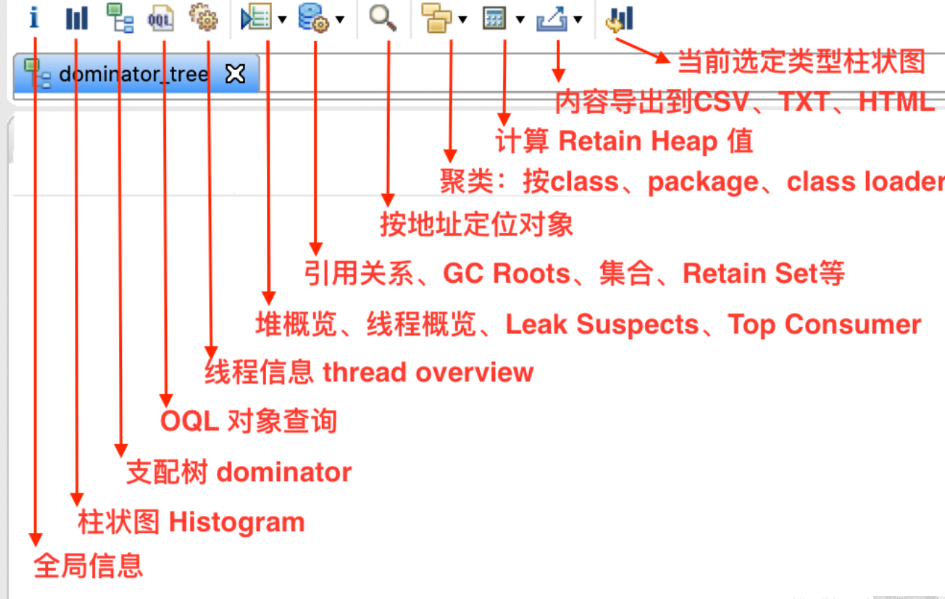 i
OQL
dominator_tree
当前选定类型柱状图
内容导出到CSV、TXT、HTML
计算 Retain Heap 值
聚类：按class、package、class loader
按地址定位对象
引用关系、GC Roots、集合、Retain Set等
堆概览、线程概览、Leak Suspects、Top Consumer
线程信息 thread overview
OQL 对象查询
支配树 dominator
柱状图 Histogram
全局信息